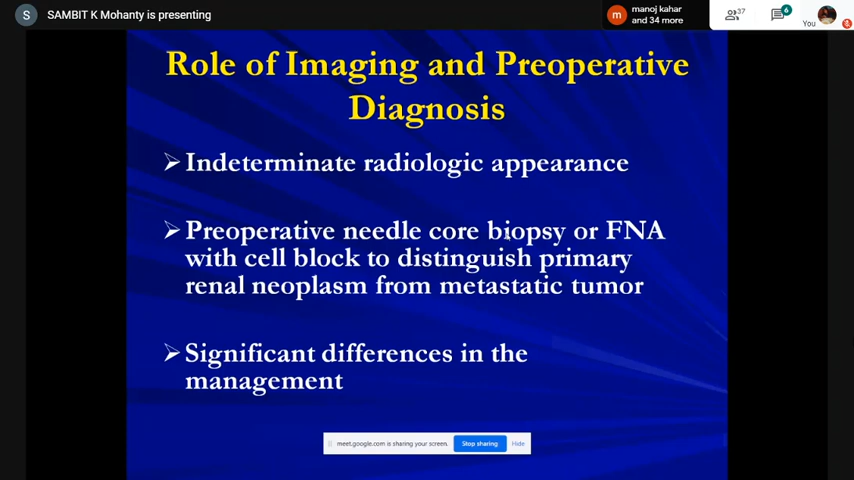 S SAMBIT K Mohanty is presenting
m manoj kahar
and 34 more
37
6
You
Role of Imaging and Preoperative
Diagnosis
➢ Indeterminate radiologic appearance
➢ Preoperative needle core biopsy or FNA
with cell block to distinguish primary
renal neoplasm from metastatic tumor
➢ Significant differences in the
management
meet.google.com is sharing your screen. Stop sharing Hide